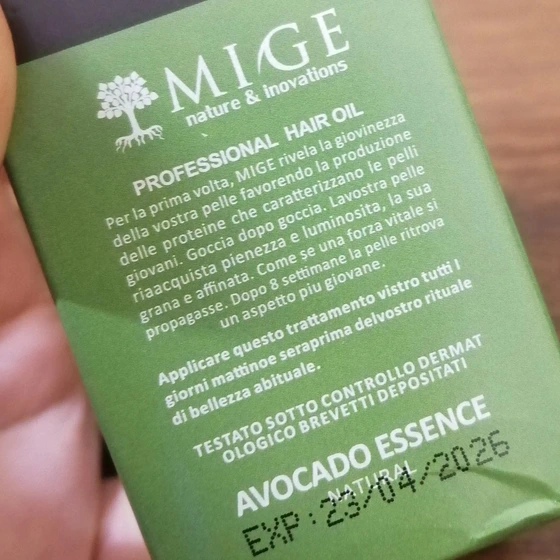 MIGE
nature & inovations
PROFESSIONAL HAIR OIL
Per la prima volta, MIGE rivela la giovinezza
della vostra pelle favorendo la produzione
delle proteine che caratterizzano le pelli
giovani. Goccia dopo goccia. Lavostra pelle
riaacquista pienezza e luminosità, la sua
grana e affinata. Come se una forza vitale si
propagasse. Dopo 8 settimane la pelle ritrova
un aspetto piu giovane.
Applicare questo trattamento vistro tutti I
giorni mattinoe seraprima delvostro rituale
di bellezza abituale.
TESTATO SOTTO CONTROLLO DERMAT
OLOGICO BREVETTI DEPOSITATI
AVOCADO ESSENCE
NATURAL
EXP:23/04/2026